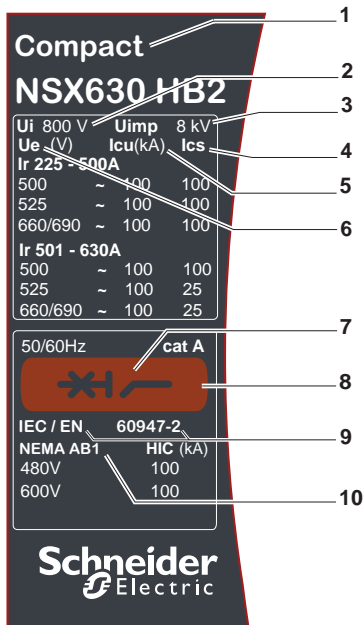 Compact
NSX630 HB2
Ui 800 V Uimp 8 kV
Ue (V) Icu(kA) Ics
Ir 225 - 500A
500 ~ 100 100
525 ~ 100 100
660/690 ~ 100 100
Ir 501 - 630A
500 ~ 100 100
525 ~ 100 25
660/690 ~ 100 25
50/60Hz cat A
IEC / EN 60947-2
NEMA AB1 HIC (kA)
480V 100
600V 100
Schneider
Electric
1
2
3
4
5
6
7
8
9
10